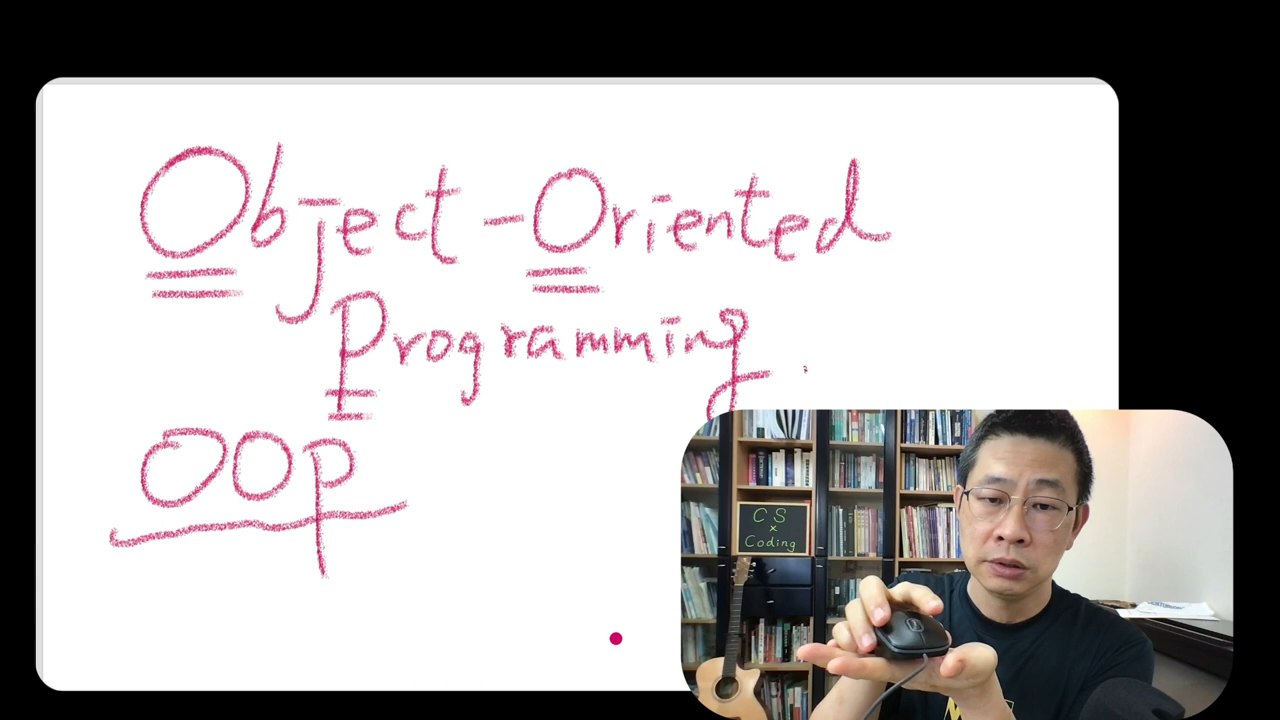 Object-Oriented
Programming
OOP
CS
x
Coding